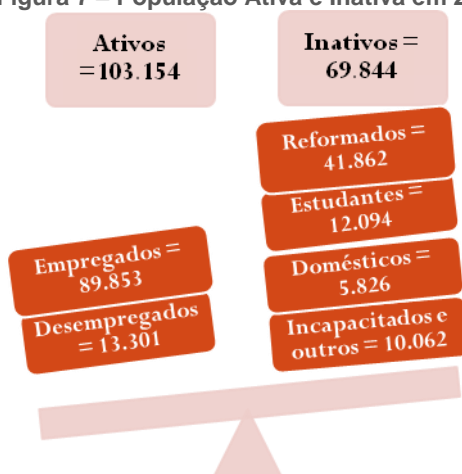 Figura 7 – População Ativa e Inativa em 2
Ativos
=103.154
Inativos =
69.844
Empregados =
89.853
Desempregados
= 13.301
Reformados =
41.862
Estudantes =
12.094
Domésticos =
5.826
Incapacitados e
outros = 10.062